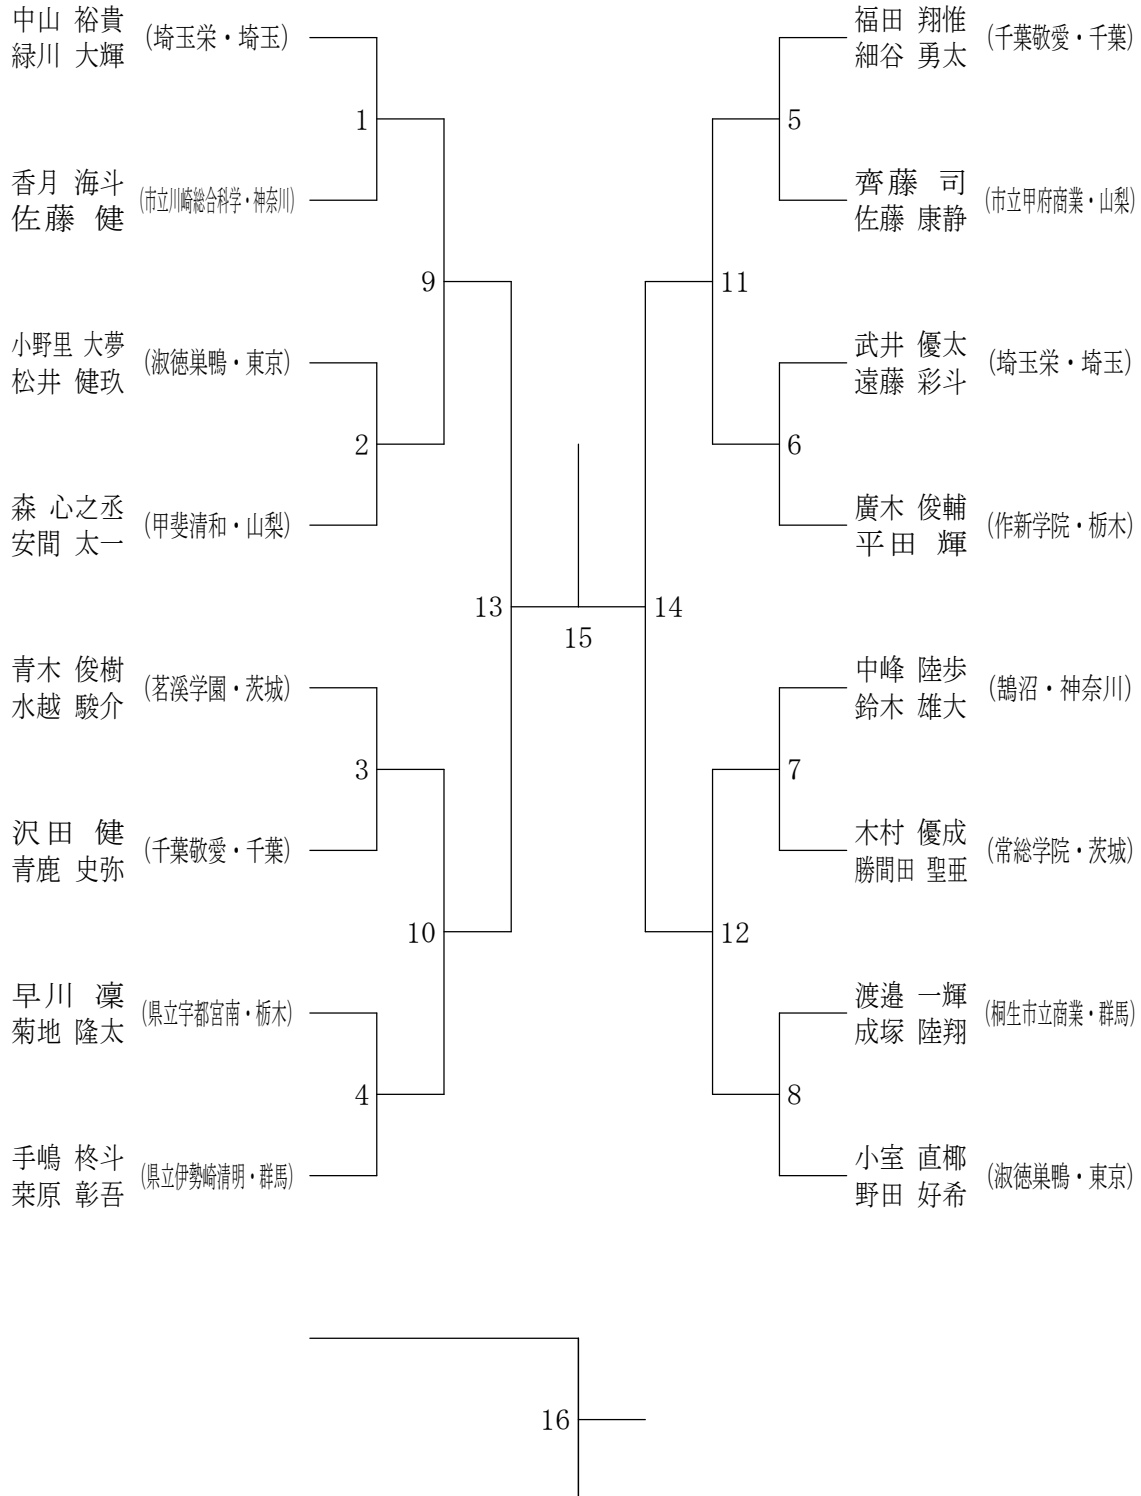 中山 裕貴
緑川 大輝
(埼玉栄・埼玉)
1
香月 海斗
佐藤 健
(市立川崎総合科学・神奈川)
9
小野里 大夢
松井 健玖
(淑徳巣鴨・東京)
2
森 心之丞
安間 太一
(甲斐清和・山梨)
13
青木 俊樹
水越 駿介
(茗溪学園・茨城)
3
沢田 健
青鹿 史弥
(千葉敬愛・千葉)
10
早川 凜
菊地 隆太
(県立宇都宮南・栃木)
4
手嶋 柊斗
桒原 彰吾
(県立伊勢崎清明・群馬)
15
福田 翔惟
細谷 勇太
(千葉敬愛・千葉)
5
齊藤 司
佐藤 康静
(市立甲府商業・山梨)
11
武井 優太
遠藤 彩斗
(埼玉栄・埼玉)
6
廣木 俊輔
平田 輝
(作新学院・栃木)
14
中峰 陸歩
鈴木 雄大
(鵠沼・神奈川)
7
木村 優成
勝間田 聖亜
(常総学院・茨城)
12
渡邉 一輝
成塚 陸翔
(桐生市立商業・群馬)
8
小室 直椰
野田 好希
(淑徳巣鴨・東京)
16